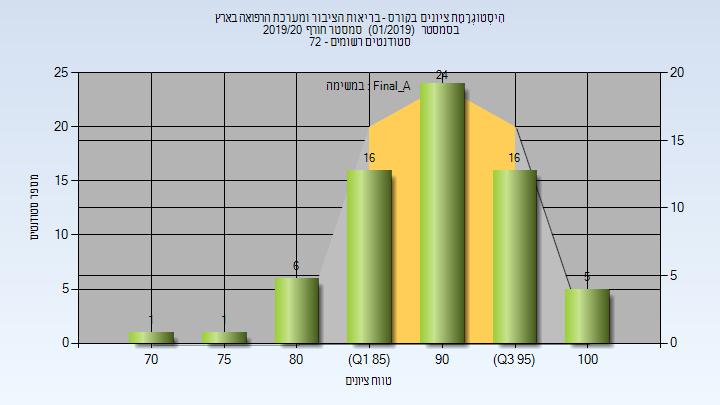 היסטוגרמת ציונים בקורס - בריאות הציבור ומערכת הרפואה בארץ
בסמסטר (01/2019) סמסטר חורף 2019/20
סטודנטים רשומים - 72
במשימה : Final_A
25
20
15
10
5
0
20
15
10
5
0
מספר סטודנטים
1
1
6
16
24
16
5
70
75
80
(Q1 85)
90
(Q3 95)
100
טווח ציונים